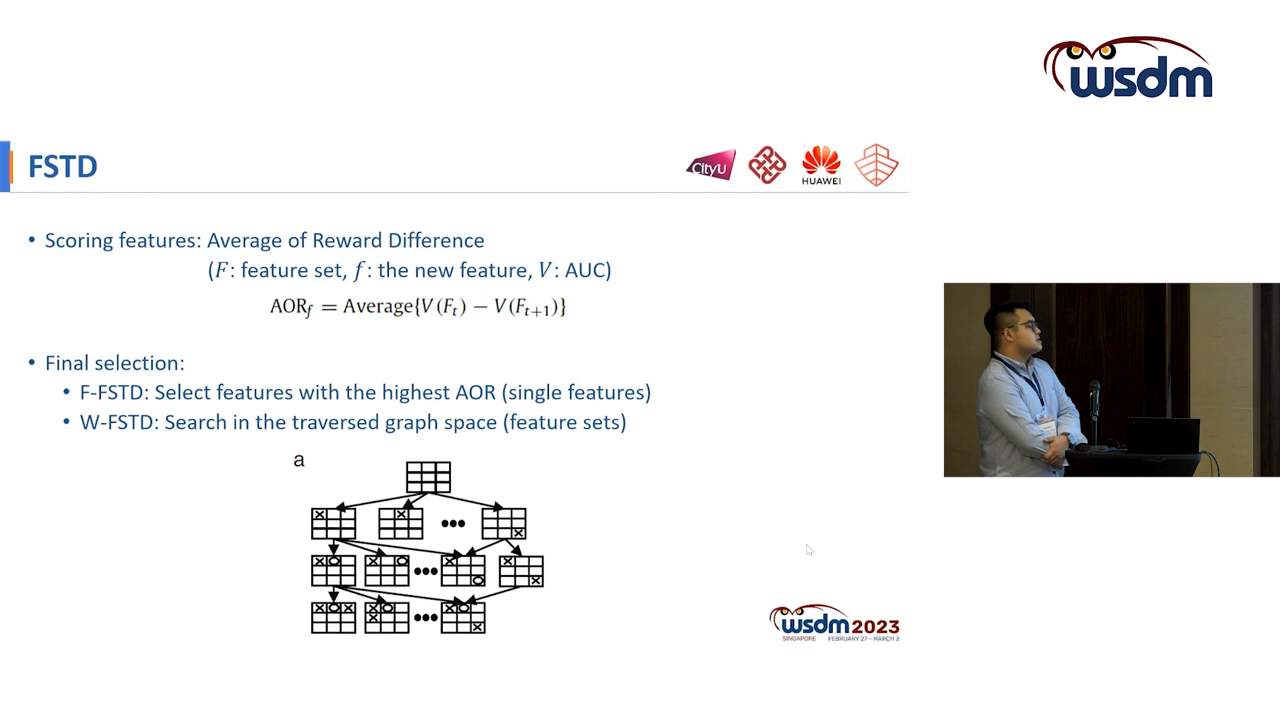 wsdm
FSTD
CityU
HUAWEI
• Scoring features: Average of Reward Difference
(F: feature set, f: the new feature, V: AUC)
AOR_f = Average{V(F_t) − V(F_{t+1})}
• Final selection:
• F-FSTD: Select features with the highest AOR (single features)
• W-FSTD: Search in the traversed graph space (feature sets)
a
wsdm2023
SINGAPORE FEBRUARY 27 - MARCH 3